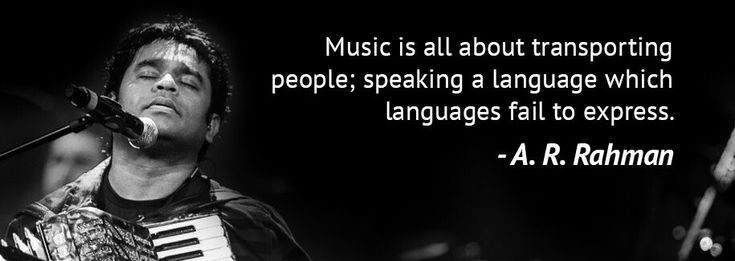 Music is all about transporting
people; speaking a language which
languages fail to express.
- A. R. Rahman